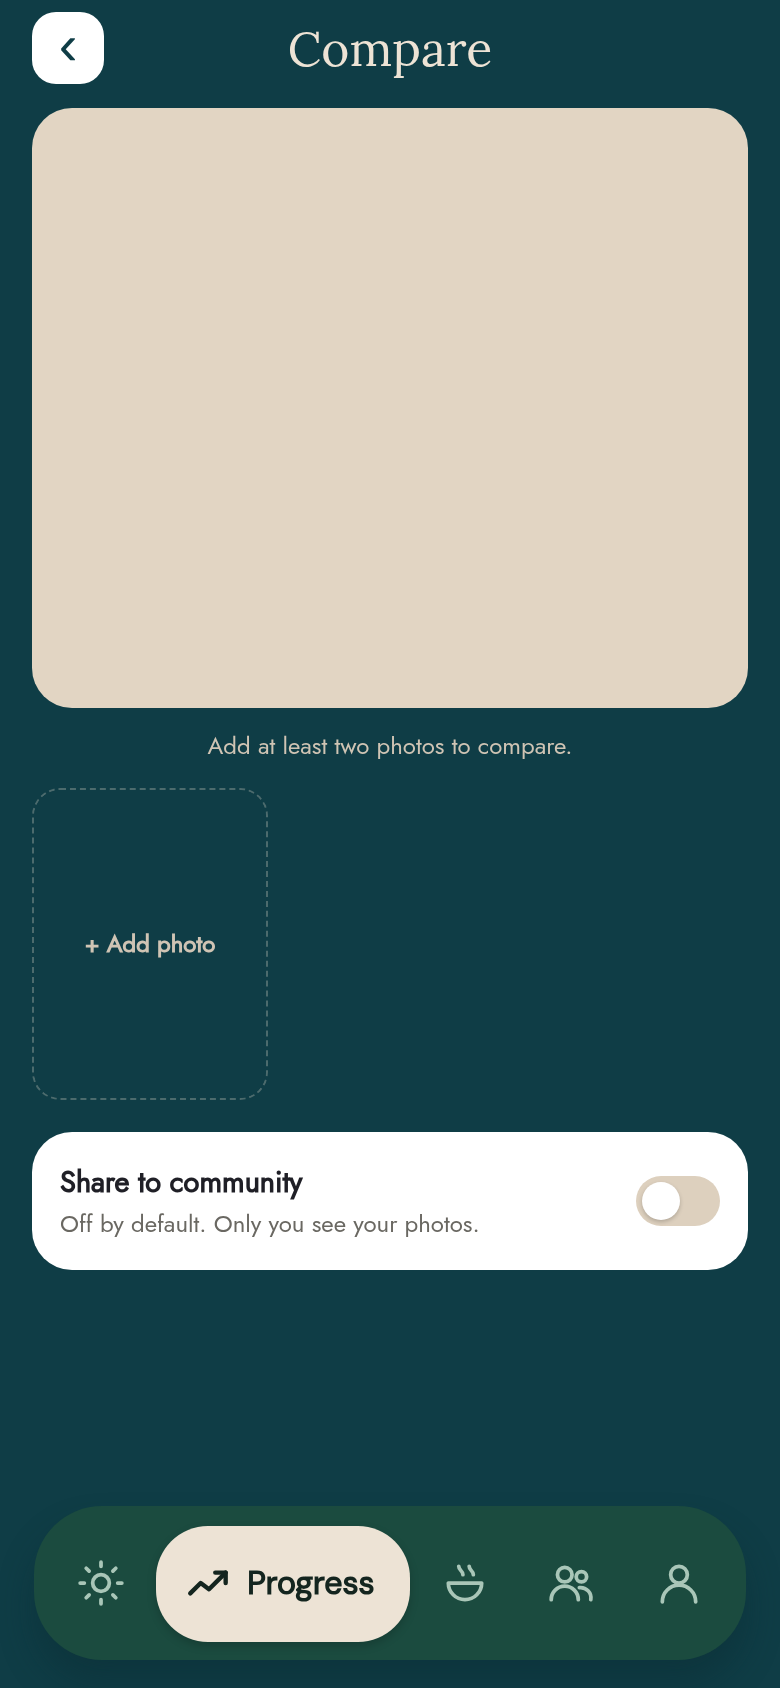 Compare
Add at least two photos to compare.
+ Add photo
Share to community
Off by default. Only you see your photos.
Progress